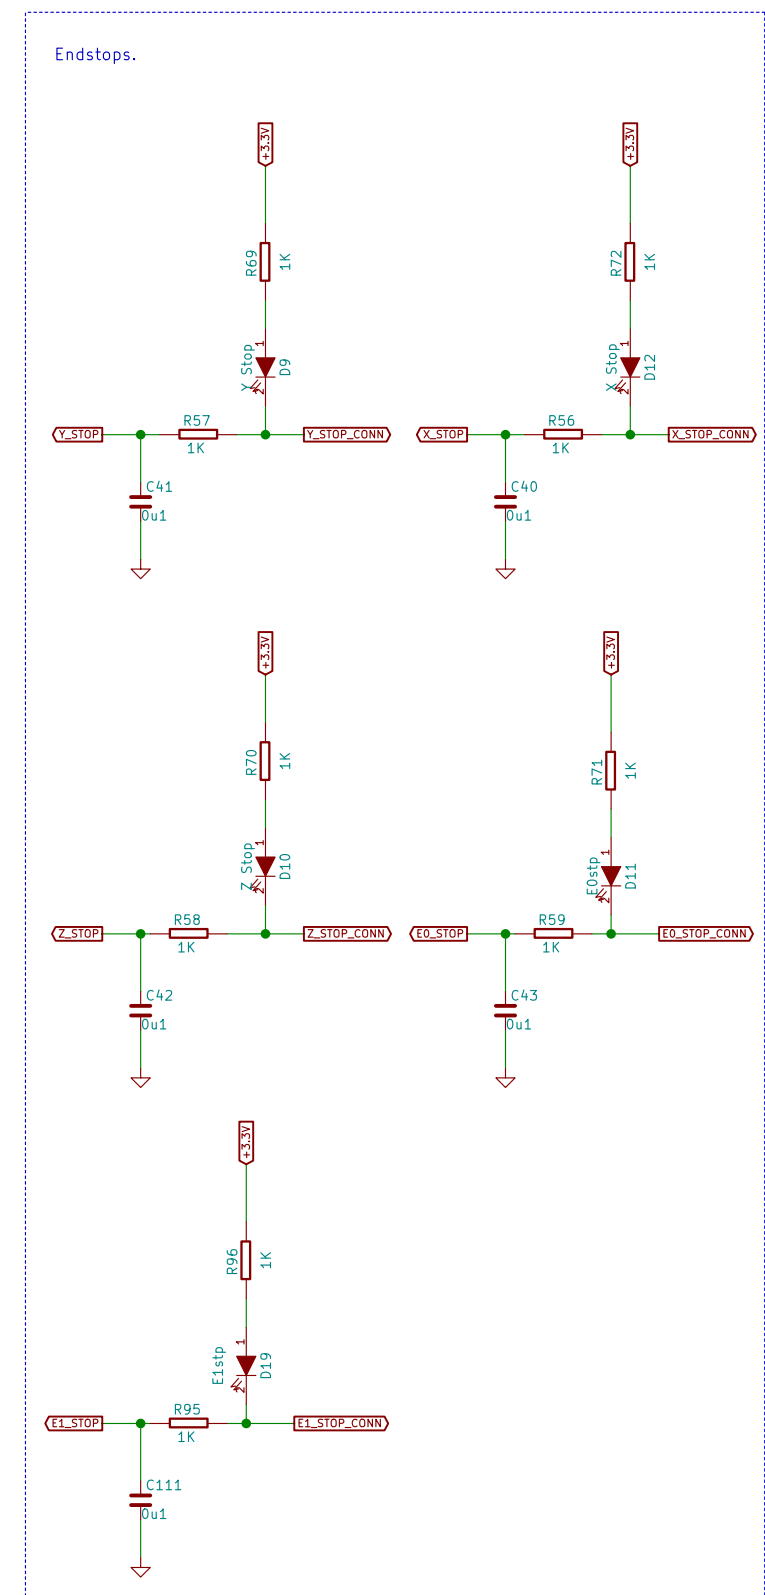 Endstops.
+3.3V
R69
1K
1
Y Stop
D9
2
Y_STOP
R57
1K
Y_STOP_CONN
C41
0u1
+3.3V
R72
1K
1
X Stop
D12
2
X_STOP
R56
1K
X_STOP_CONN
C40
0u1
+3.3V
R70
1K
1
Z Stop
D10
2
Z_STOP
R58
1K
Z_STOP_CONN
C42
0u1
+3.3V
R71
1K
1
E0stp
D11
2
E0_STOP
R59
1K
E0_STOP_CONN
C43
0u1
+3.3V
R96
1K
1
E1stp
D19
2
E1_STOP
R95
1K
E1_STOP_CONN
C111
0u1